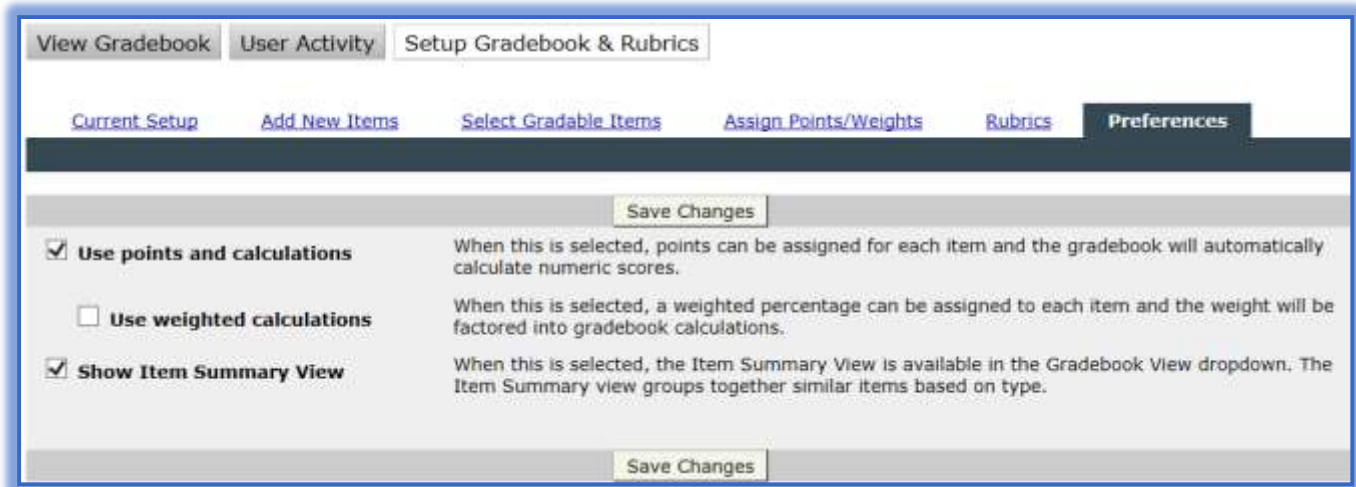 View Gradebook User Activity Setup Gradebook & Rubrics
Current Setup Add New Items Select Gradable Items Assign Points/Weights Rubrics Preferences
Save Changes
Use points and calculations When this is selected, points can be assigned for each item and the gradebook will automatically
calculate numeric scores.
Use weighted calculations When this is selected, a weighted percentage can be assigned to each item and the weight will be
factored into gradebook calculations.
Show Item Summary View When this is selected, the Item Summary View is available in the Gradebook View dropdown. The
Item Summary view groups together similar items based on type.
Save Changes